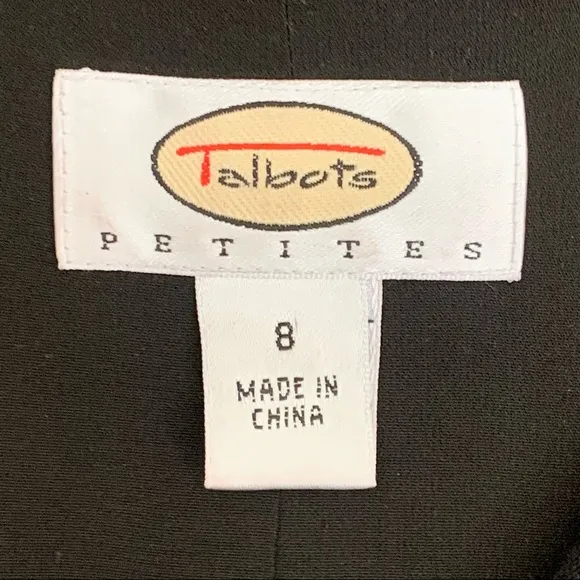 Talbots
PETITES
8
MADE IN
CHINA